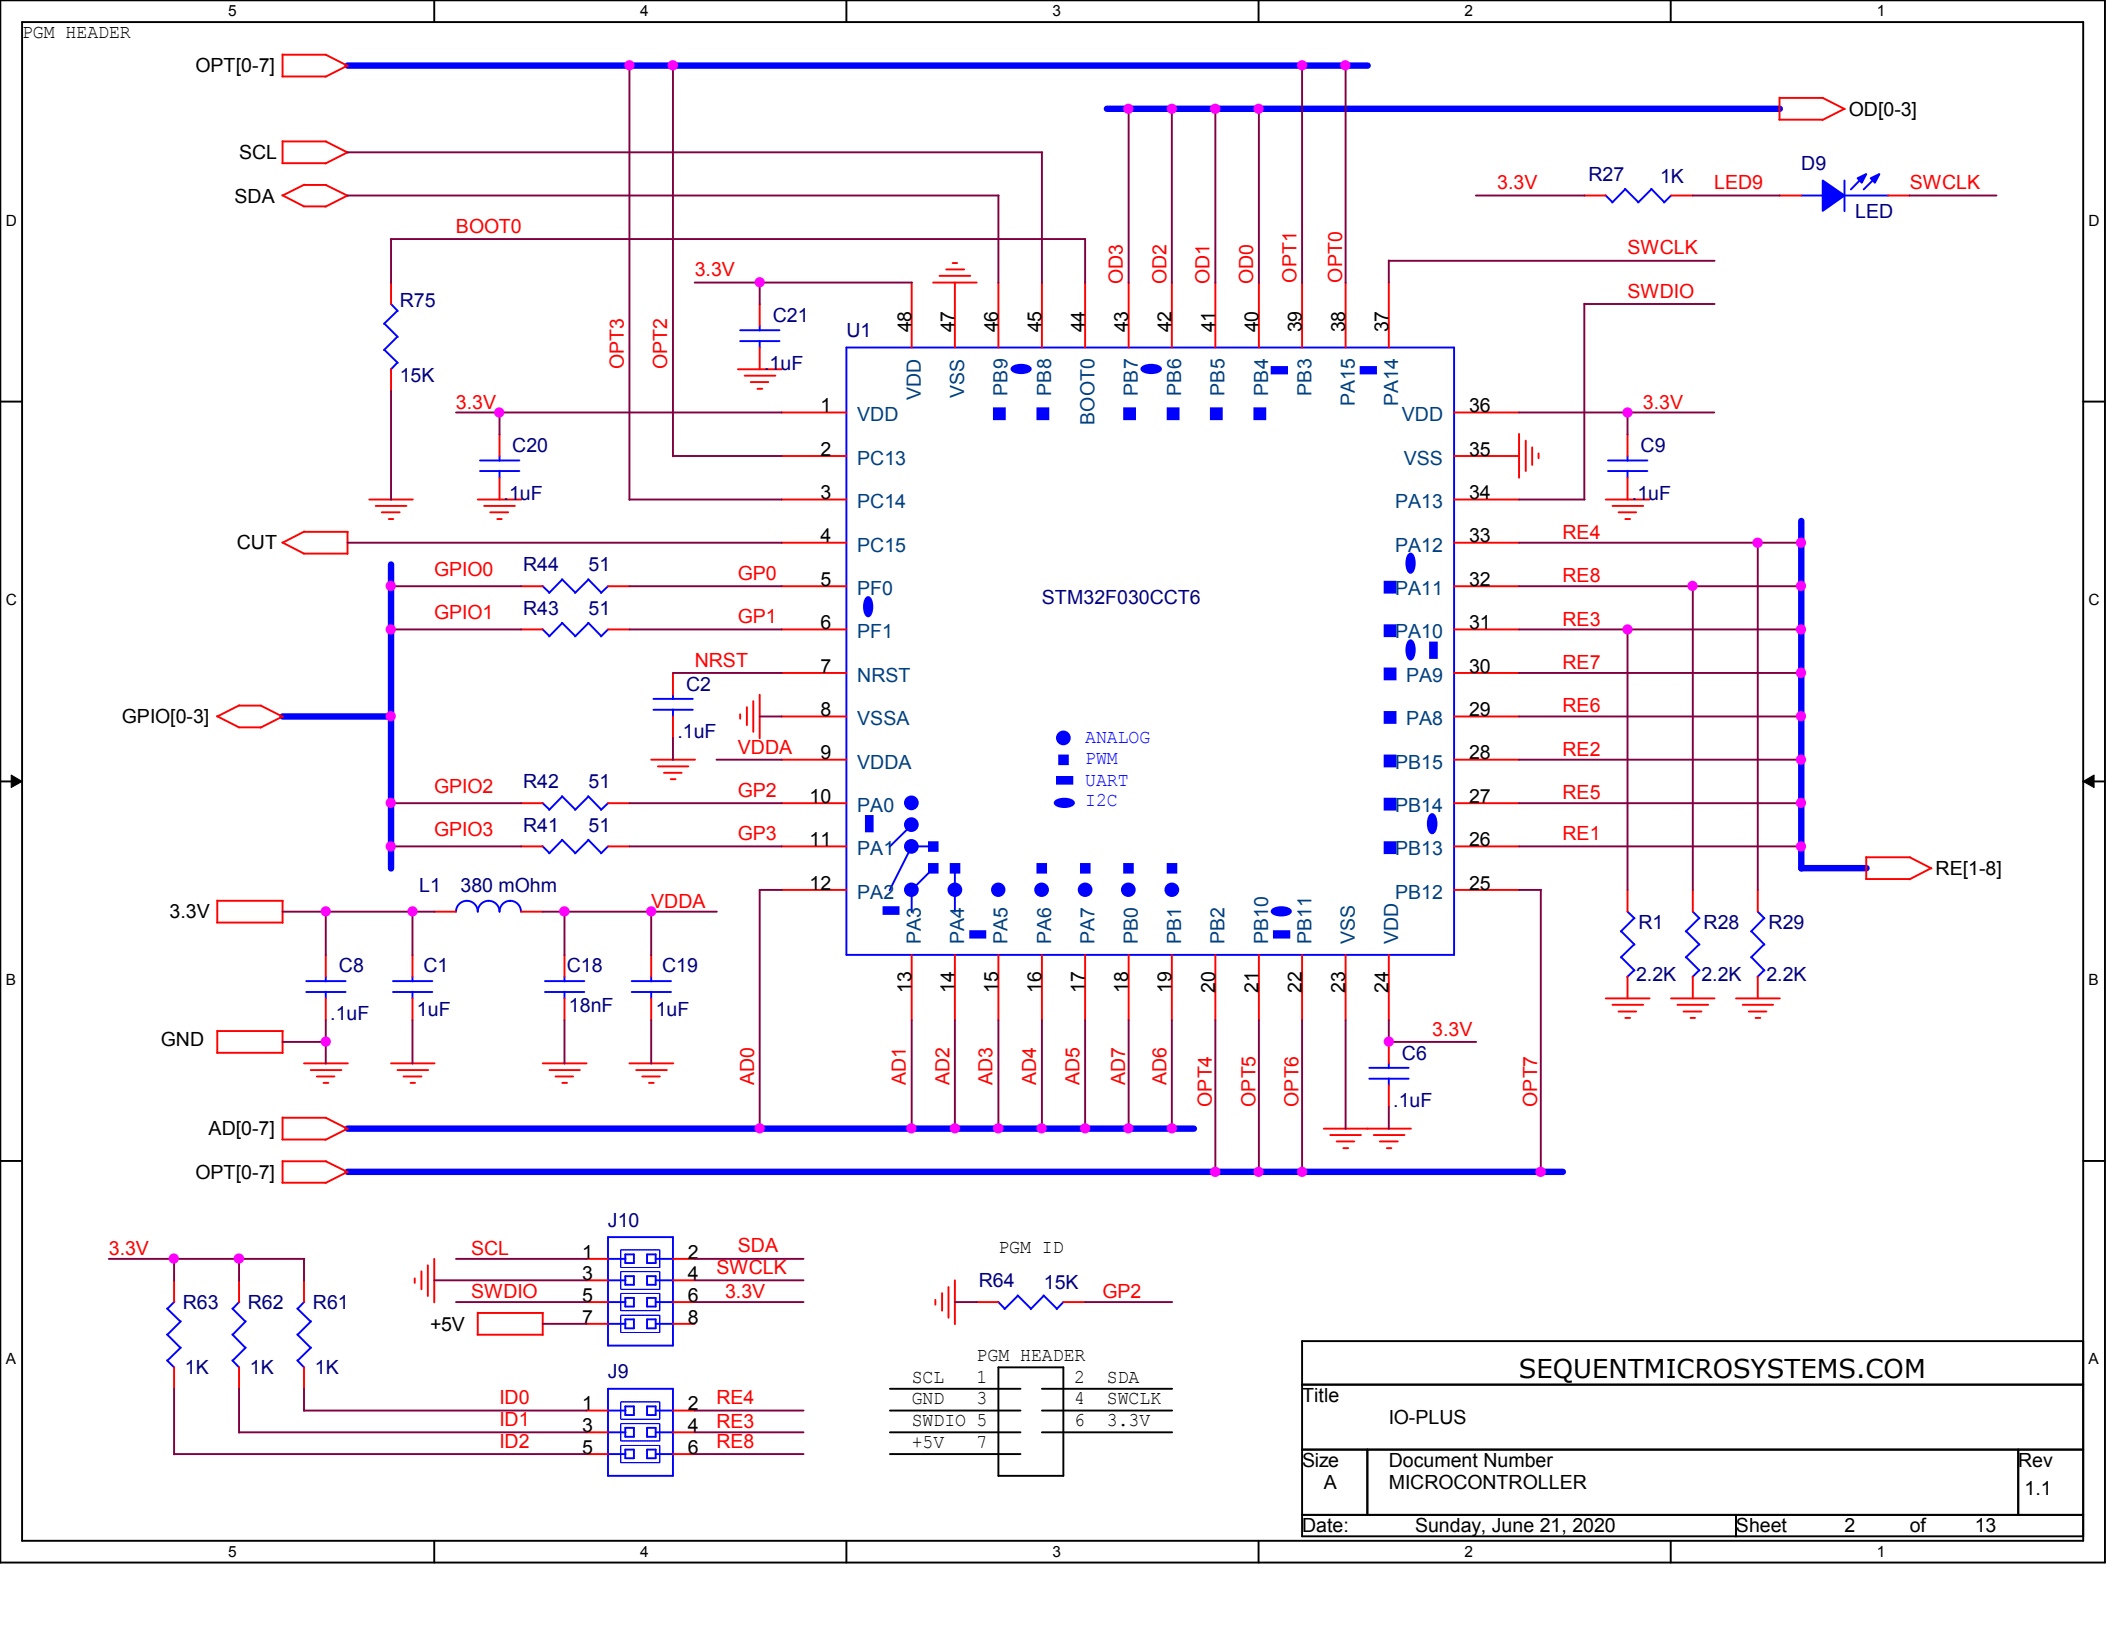 5 4 3 2 1
PGM HEADER
OPT[0-7]
OD[0-3]
SCL
SDA
BOOT0
3.3V R27 1K LED9 D9 LED SWCLK
D D
SWCLK
SWDIO
OD3 OD2 OD1 OD0 OPT1 OPT0
3.3V
C21
.1uF
R75
15K
OPT3 OPT2
U1
48 47 46 45 44 43 42 41 40 39 38 37
VDD VSS PB9 PB8 BOOT0 PB7 PB6 PB5 PB4 PB3 PA15 PA14
3.3V 1 VDD
VDD 36 3.3V
C20
.1uF
C9
.1uF
2 PC13
VSS 35
3 PC14
PA13 34
CUT 4 PC15
PA12 33 RE4
C C
GPIO0 R44 51 GP0 5 PF0
STM32F030CCT6
PA11 32 RE8
GPIO1 R43 51 GP1 6 PF1
PA10 31 RE3
NRST 7 NRST
C2
.1uF
PA9 30 RE7
GPIO[0-3]
8 VSSA
PA8 29 RE6
VDDA 9 VDDA
PB15 28 RE2
ANALOG
PWM
UART
I2C
GPIO2 R42 51 GP2 10 PA0
PB14 27 RE5
GPIO3 R41 51 GP3 11 PA1
PB13 26 RE1
12 PA2
PB12 25
RE[1-8]
3.3V L1 380 mOhm VDDA
PA3 PA4 PA5 PA6 PA7 PB0 PB1 PB2 PB10 PB11 VSS VDD
R1 R28 R29
2.2K 2.2K 2.2K
B B
C8 C1 C18 C19
.1uF 1uF 18nF 1uF
13 14 15 16 17 18 19 20 21 22 23 24
GND
3.3V
C6
.1uF
AD0 AD1 AD2 AD3 AD4 AD5 AD7 AD6 OPT4 OPT5 OPT6 OPT7
AD[0-7]
OPT[0-7]
3.3V
R63 R62 R61
1K 1K 1K
J10
SCL 1 2 SDA
3 4 SWCLK
SWDIO 5 6 3.3V
+5V 7 8
J9
ID0 1 2 RE4
ID1 3 4 RE3
ID2 5 6 RE8
PGM ID
R64 15K GP2
PGM HEADER
SCL 1 2 SDA
GND 3 4 SWCLK
SWDIO 5 6 3.3V
+5V 7
A A
SEQUENTMICROSYSTEMS.COM
Title
IO-PLUS
Size Document Number Rev
A MICROCONTROLLER 1.1
Date: Sunday, June 21, 2020 Sheet 2 of 13
5 4 3 2 1